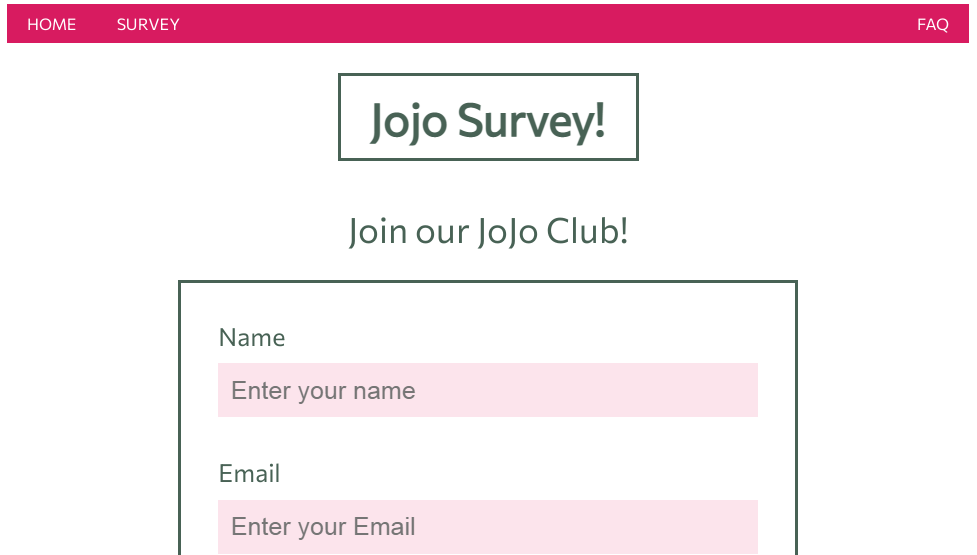 HOME SURVEY FAQ
Jojo Survey!
Join our JoJo Club!
Name
Enter your name
Email
Enter your Email